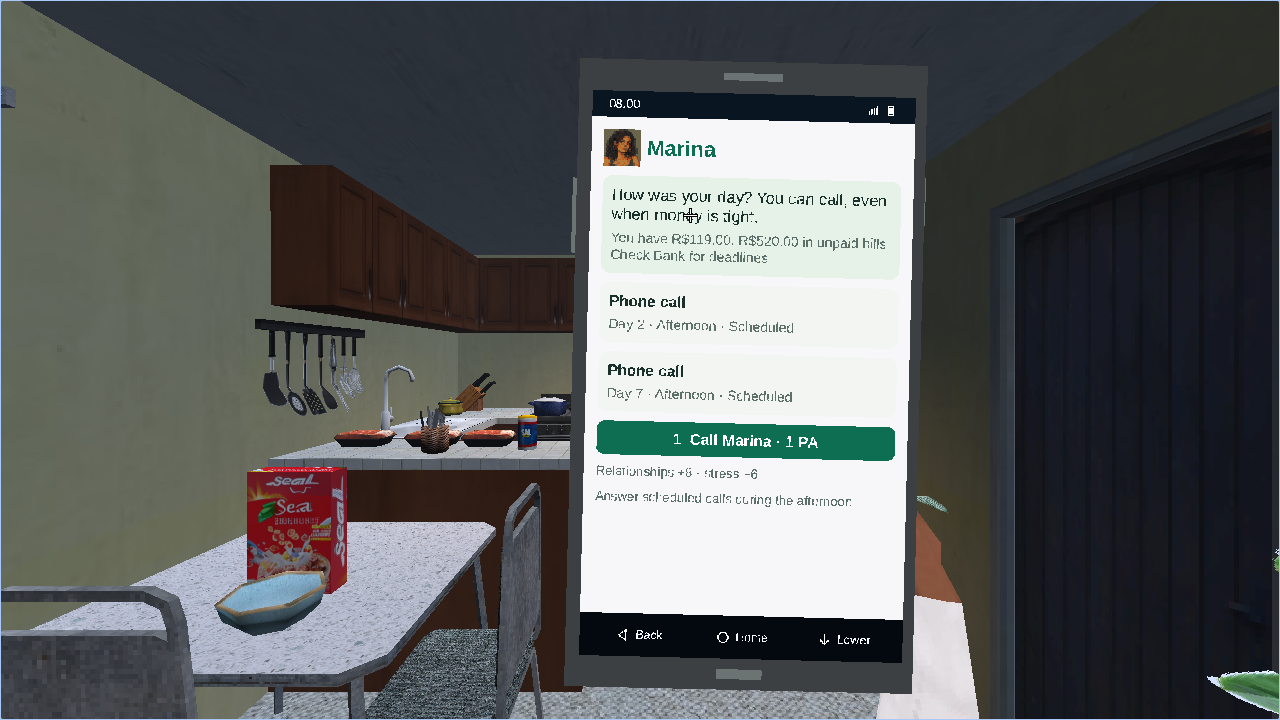 08.00
Marina
How was your day? You can call, even
when money is tight.
You have R$119.00. R$520.00 in unpaid bills
Check Bank for deadlines
Phone call
Day 2 · Afternoon · Scheduled
Phone call
Day 7 · Afternoon · Scheduled
1 Call Marina · 1 PA
Relationships +6 · stress −6
Answer scheduled calls during the afternoon
Back
Home
Lower